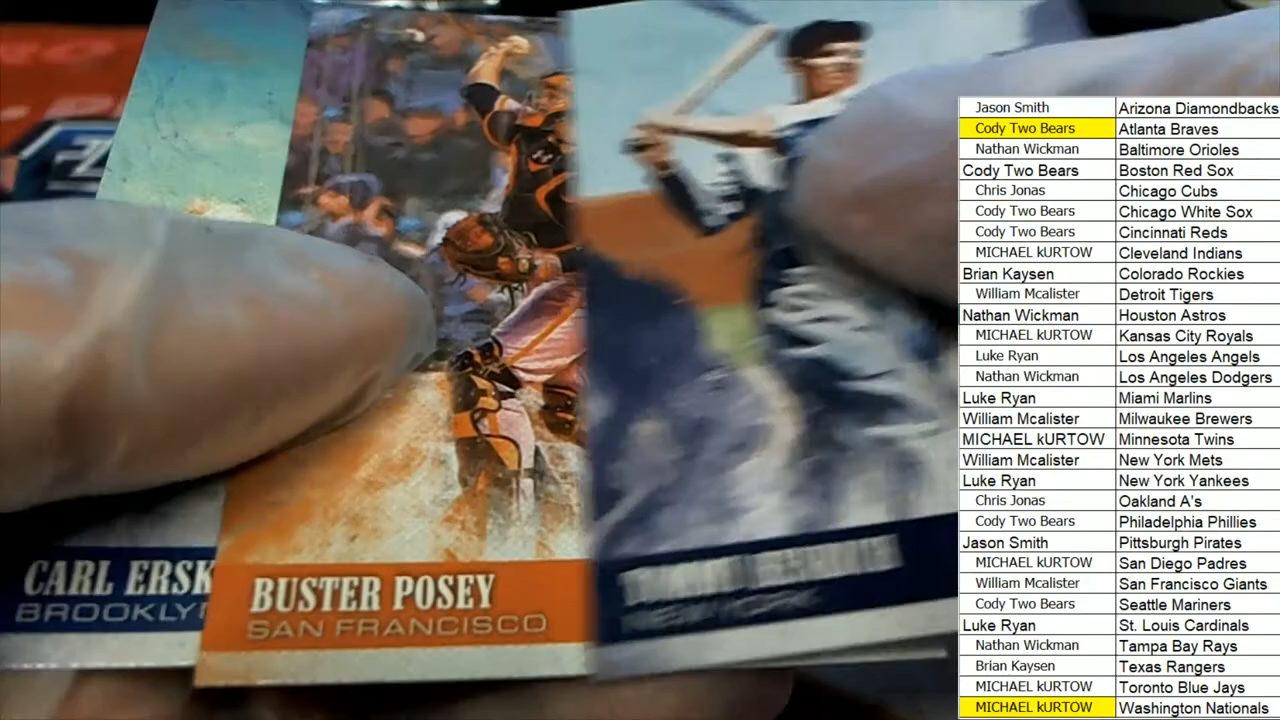 CARL ERSK
BROOKLY
BUSTER POSEY
SAN FRANCISCO
NEW YORK
Jason Smith Arizona Diamondbacks
Cody Two Bears Atlanta Braves
Nathan Wickman Baltimore Orioles
Cody Two Bears Boston Red Sox
Chris Jonas Chicago Cubs
Cody Two Bears Chicago White Sox
Cody Two Bears Cincinnati Reds
MICHAEL kURTOW Cleveland Indians
Brian Kaysen Colorado Rockies
William Mcalister Detroit Tigers
Nathan Wickman Houston Astros
MICHAEL kURTOW Kansas City Royals
Luke Ryan Los Angeles Angels
Nathan Wickman Los Angeles Dodgers
Luke Ryan Miami Marlins
William Mcalister Milwaukee Brewers
MICHAEL kURTOW Minnesota Twins
William Mcalister New York Mets
Luke Ryan New York Yankees
Chris Jonas Oakland A's
Cody Two Bears Philadelphia Phillies
Jason Smith Pittsburgh Pirates
MICHAEL kURTOW San Diego Padres
William Mcalister San Francisco Giants
Cody Two Bears Seattle Mariners
Luke Ryan St. Louis Cardinals
Nathan Wickman Tampa Bay Rays
Brian Kaysen Texas Rangers
MICHAEL kURTOW Toronto Blue Jays
MICHAEL kURTOW Washington Nationals